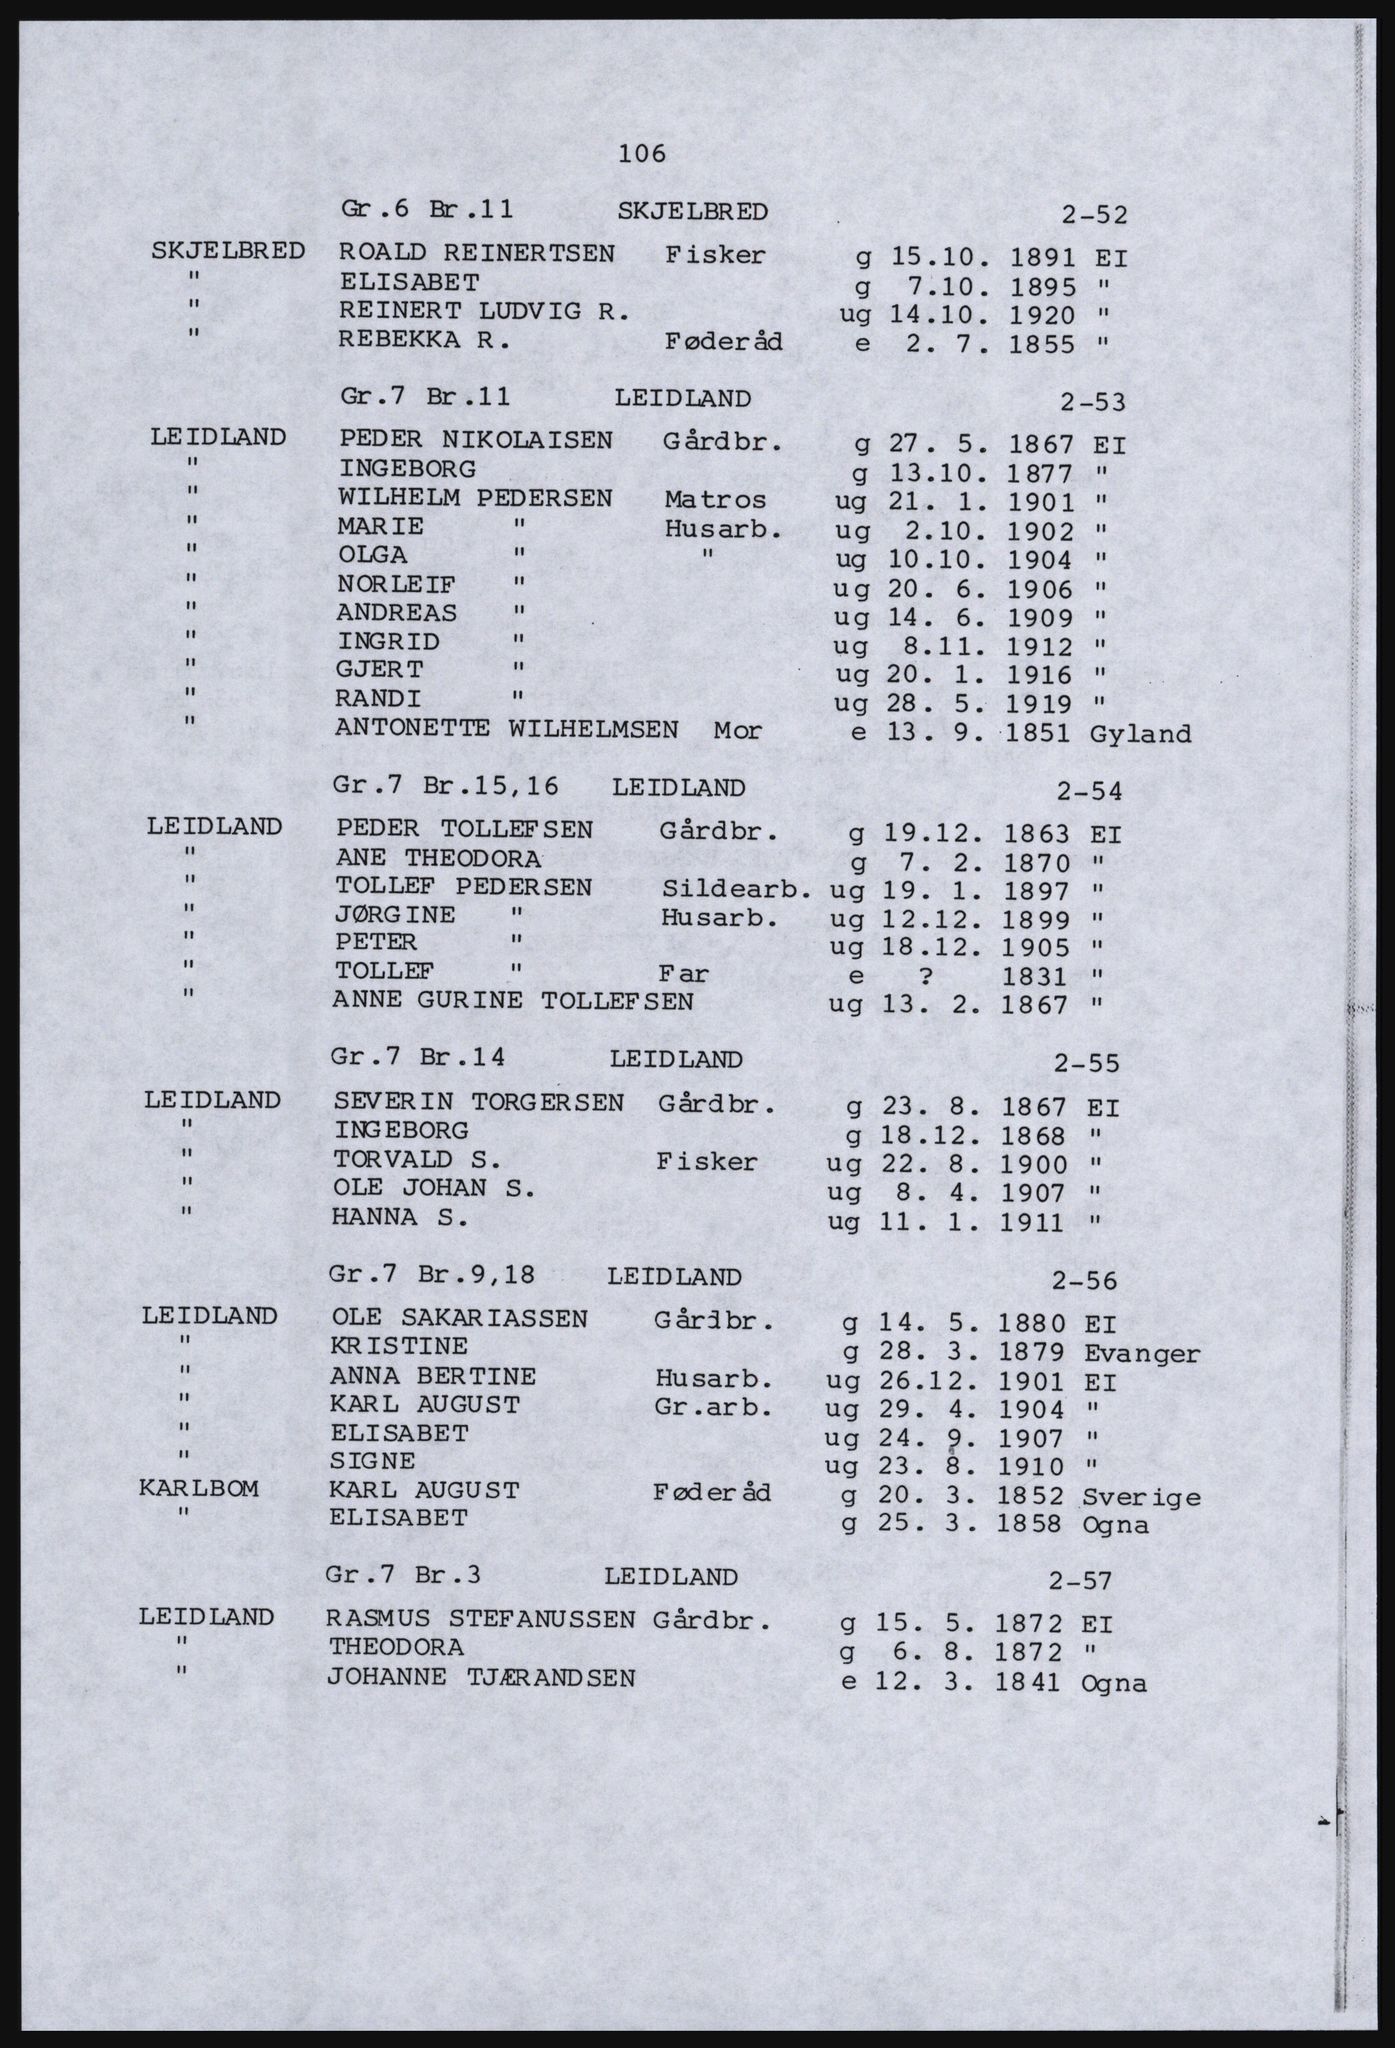 106
Gr.6 Br.11 SKJELBRED 2-52
SKJELBRED ROALD REINERTSEN Fisker g 15.10. 1891 EI
" ELISABET g 7.10. 1895 "
" REINERT LUDVIG R. ug 14.10. 1920 "
" REBEKKA R. Føderåd e 2. 7. 1855 "
Gr.7 Br.11 LEIDLAND 2-53
LEIDLAND PEDER NIKOLAISEN Gårdbr. g 27. 5. 1867 EI
" INGEBORG g 13.10. 1877 "
" WILHELM PEDERSEN Matros ug 21. 1. 1901 "
" MARIE " Husarb. ug 2.10. 1902 "
" OLGA " " ug 10.10. 1904 "
" NORLEIF " ug 20. 6. 1906 "
" ANDREAS " ug 14. 6. 1909 "
" INGRID " ug 8.11. 1912 "
" GJERT " ug 20. 1. 1916 "
" RANDI " ug 28. 5. 1919 "
" ANTONETTE WILHELMSEN Mor e 13. 9. 1851 Gyland
Gr.7 Br.15,16 LEIDLAND 2-54
LEIDLAND PEDER TOLLEFSEN Gårdbr. g 19.12. 1863 EI
" ANE THEODORA g 7. 2. 1870 "
" TOLLEF PEDERSEN Sildearb. ug 19. 1. 1897 "
" JØRGINE " Husarb. ug 12.12. 1899 "
" PETER " ug 18.12. 1905 "
" TOLLEF " Far e ? 1831 "
" ANNE GURINE TOLLEFSEN ug 13. 2. 1867 "
Gr.7 Br.14 LEIDLAND 2-55
LEIDLAND SEVERIN TORGERSEN Gårdbr. g 23. 8. 1867 EI
" INGEBORG g 18.12. 1868 "
" TORVALD S. Fisker ug 22. 8. 1900 "
" OLE JOHAN S. ug 8. 4. 1907 "
" HANNA S. ug 11. 1. 1911 "
Gr.7 Br.9,18 LEIDLAND 2-56
LEIDLAND OLE SAKARIASSEN Gårdbr. g 14. 5. 1880 EI
" KRISTINE g 28. 3. 1879 Evanger
" ANNA BERTINE Husarb. ug 26.12. 1901 EI
" KARL AUGUST Gr.arb. ug 29. 4. 1904 "
" ELISABET ug 24. 9. 1907 "
" SIGNE ug 23. 8. 1910 "
KARLBOM KARL AUGUST Føderåd g 20. 3. 1852 Sverige
" ELISABET g 25. 3. 1858 Ogna
Gr.7 Br.3 LEIDLAND 2-57
LEIDLAND RASMUS STEFANUSSEN Gårdbr. g 15. 5. 1872 EI
" THEODORA g 6. 8. 1872 "
" JOHANNE TJÆRANDSEN e 12. 3. 1841 Ogna